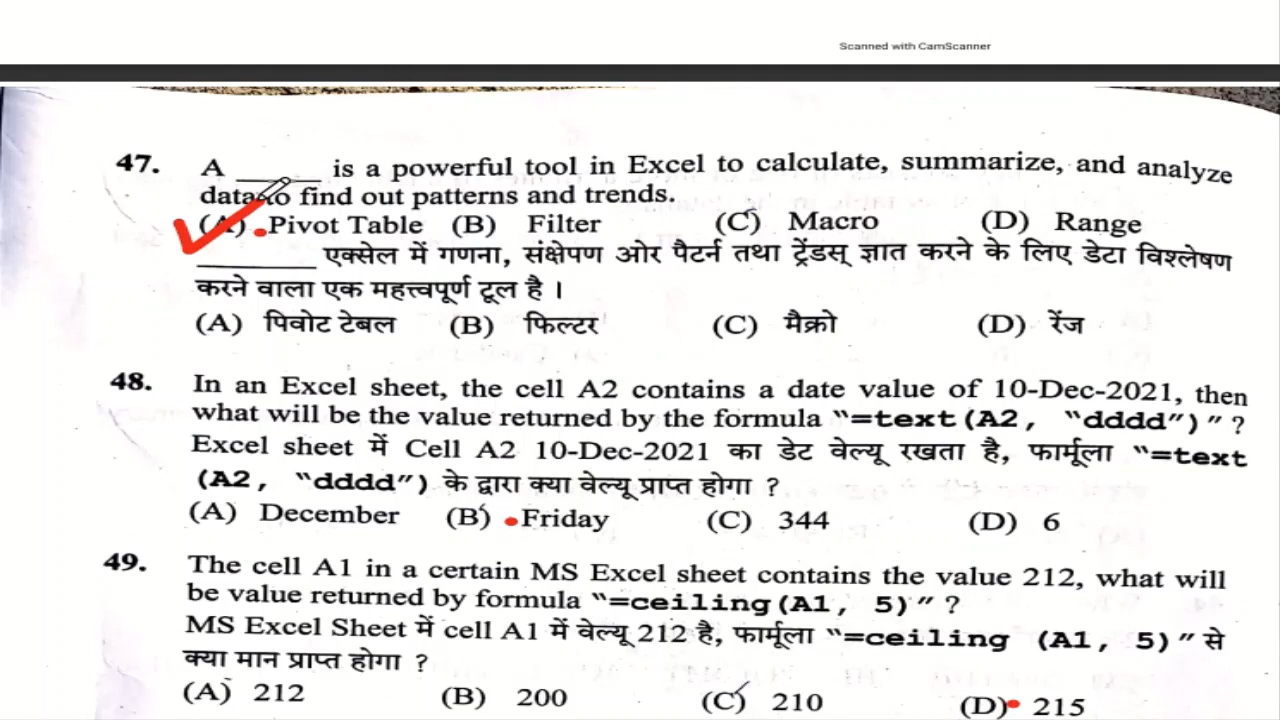 Scanned with CamScanner
47. A ______ is a powerful tool in Excel to calculate, summarize, and analyze
data to find out patterns and trends.
(A) Pivot Table (B) Filter (C) Macro (D) Range
________ एक्सेल में गणना, संक्षेपण ओर पैटर्न तथा ट्रेंडस् ज्ञात करने के लिए डेटा विश्लेषण
करने वाला एक महत्त्वपूर्ण टूल है ।
(A) पिवोट टेबल (B) फिल्टर (C) मैक्रो (D) रेंज
48. In an Excel sheet, the cell A2 contains a date value of 10-Dec-2021, then
what will be the value returned by the formula "=text(A2, "dddd")" ?
Excel sheet में Cell A2 10-Dec-2021 का डेट वेल्यू रखता है, फार्मूला "=text
(A2, "dddd") के द्वारा क्या वेल्यू प्राप्त होगा ?
(A) December (B) Friday (C) 344 (D) 6
49. The cell A1 in a certain MS Excel sheet contains the value 212, what will
be value returned by formula "=ceiling(A1, 5)" ?
MS Excel Sheet में cell A1 में वेल्यू 212 है, फार्मूला "=ceiling (A1, 5)" से
क्या मान प्राप्त होगा ?
(A) 212 (B) 200 (C) 210 (D) 215